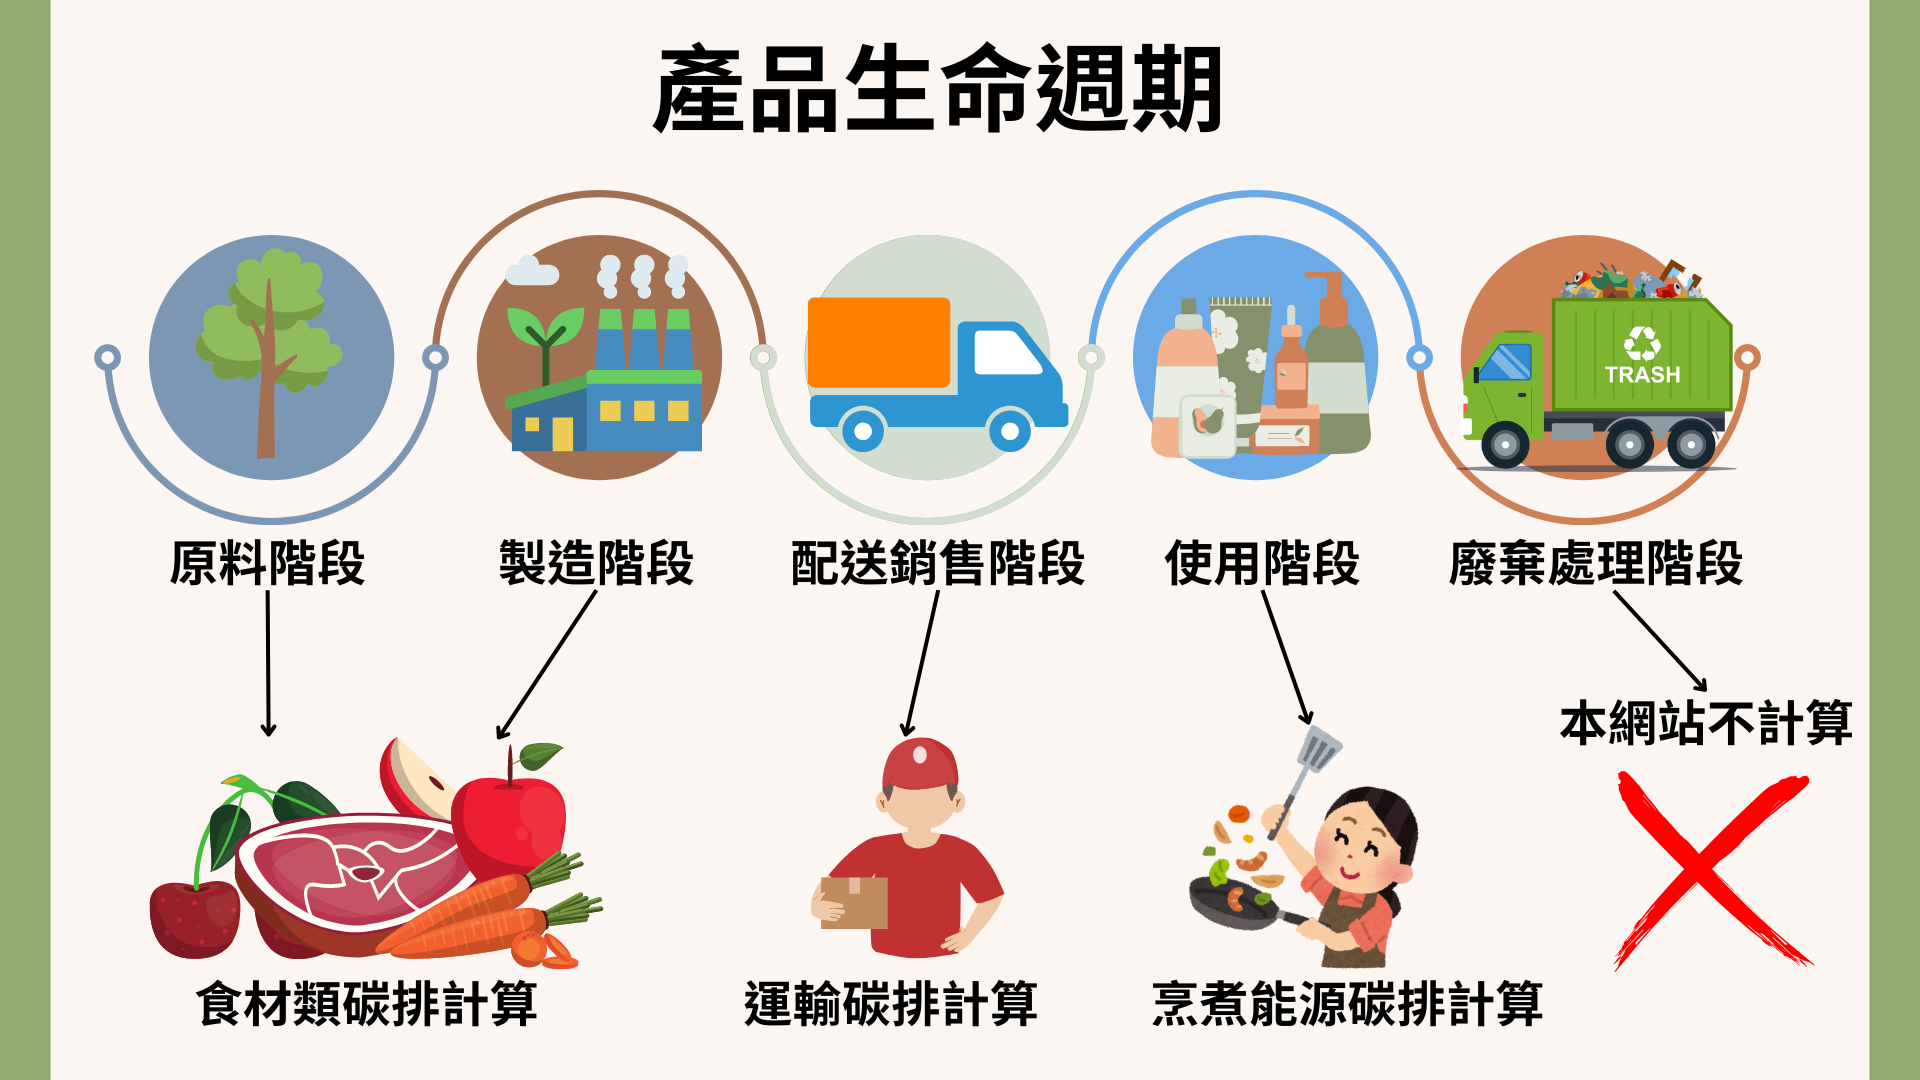 產品生命週期
TRASH
原料階段
製造階段
配送銷售階段
使用階段
廢棄處理階段
本網站不計算
食材類碳排計算
運輸碳排計算
烹煮能源碳排計算